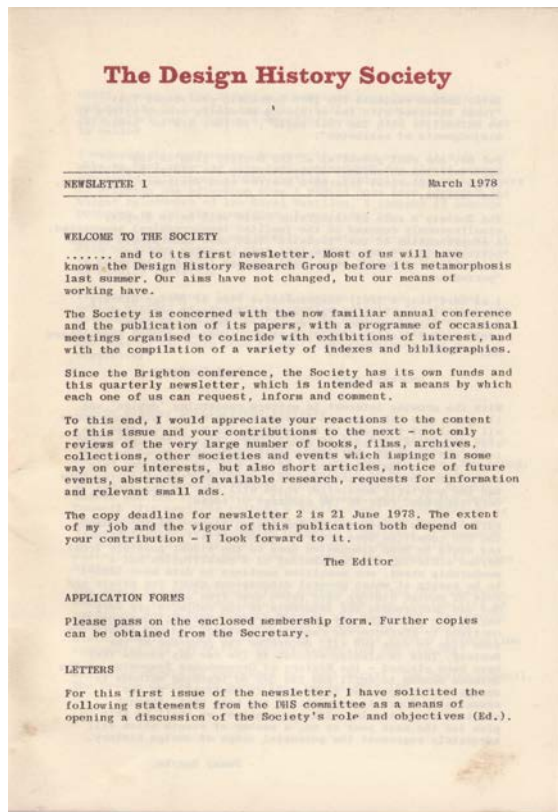 The Design History Society
NEWSLETTER 1 March 1978
WELCOME TO THE SOCIETY
....... and to its first newsletter. Most of us will have
known the Design History Research Group before its metamorphosis
last summer. Our aims have not changed, but our means of
working have.
The Society is concerned with the now familiar annual conference
and the publication of its papers, with a programme of occasional
meetings organised to coincide with exhibitions of interest, and
with the compilation of a variety of indexes and bibliographies.
Since the Brighton conference, the Society has its own funds and
this quarterly newsletter, which is intended as a means by which
each one of us can request, inform and comment.
To this end, I would appreciate your reactions to the content
of this issue and your contributions to the next - not only
reviews of the very large number of books, films, archives,
collections, other societies and events which impinge in some
way on our interests, but also short articles, notice of future
events, abstracts of available research, requests for information
and relevant small ads.
The copy deadline for newsletter 2 is 21 June 1978. The extent
of my job and the vigour of this publication both depend on
your contribution - I look forward to it.
The Editor
APPLICATION FORMS
Please pass on the enclosed membership form. Further copies
can be obtained from the Secretary.
LETTERS
For this first issue of the newsletter, I have solicited the
following statements from the DHS committee as a means of
opening a discussion of the Society's role and objectives (Ed.).